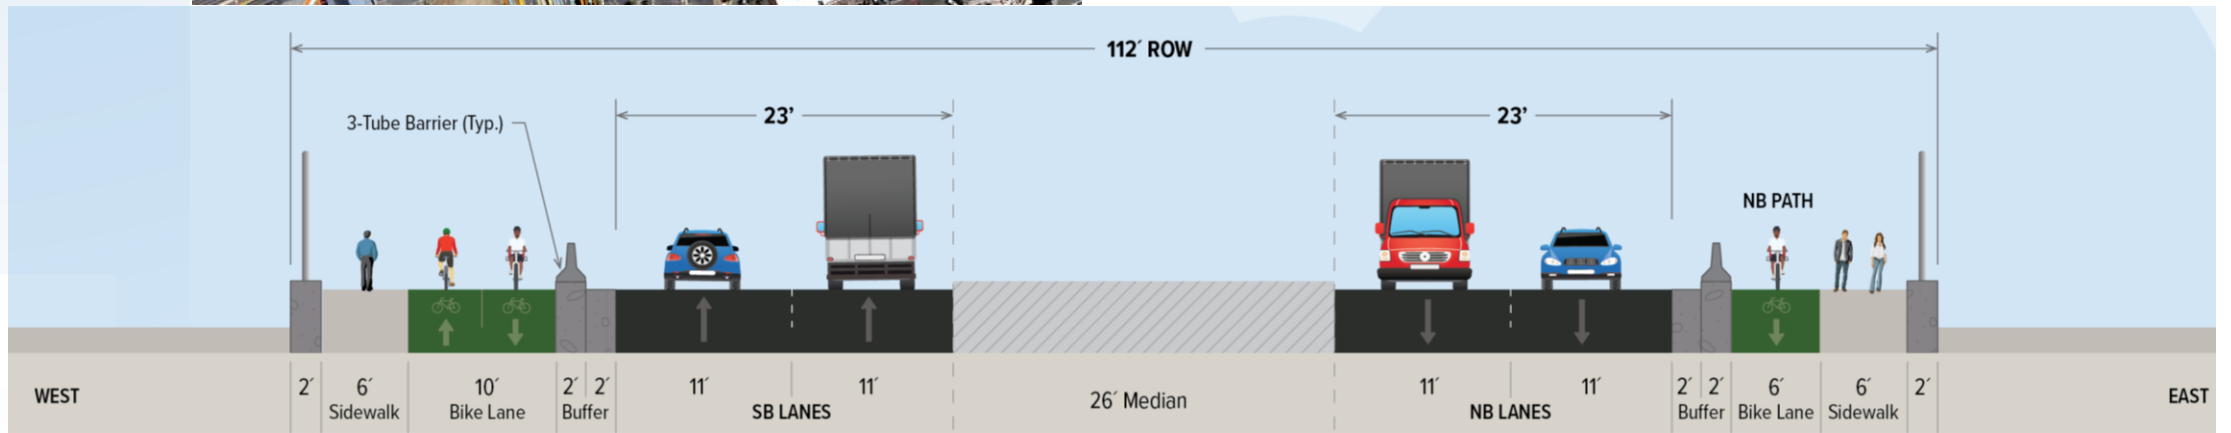 112´ ROW
23’
23’
3-Tube Barrier (Typ.)
NB PATH
WEST
2´
6´
Sidewalk
10´
Bike Lane
2´ 2´
Buffer
11´ 11´
SB LANES
26´ Median
11´ 11´
NB LANES
2´ 2´
Buffer
6´
Bike Lane
6´
Sidewalk
2´
EAST